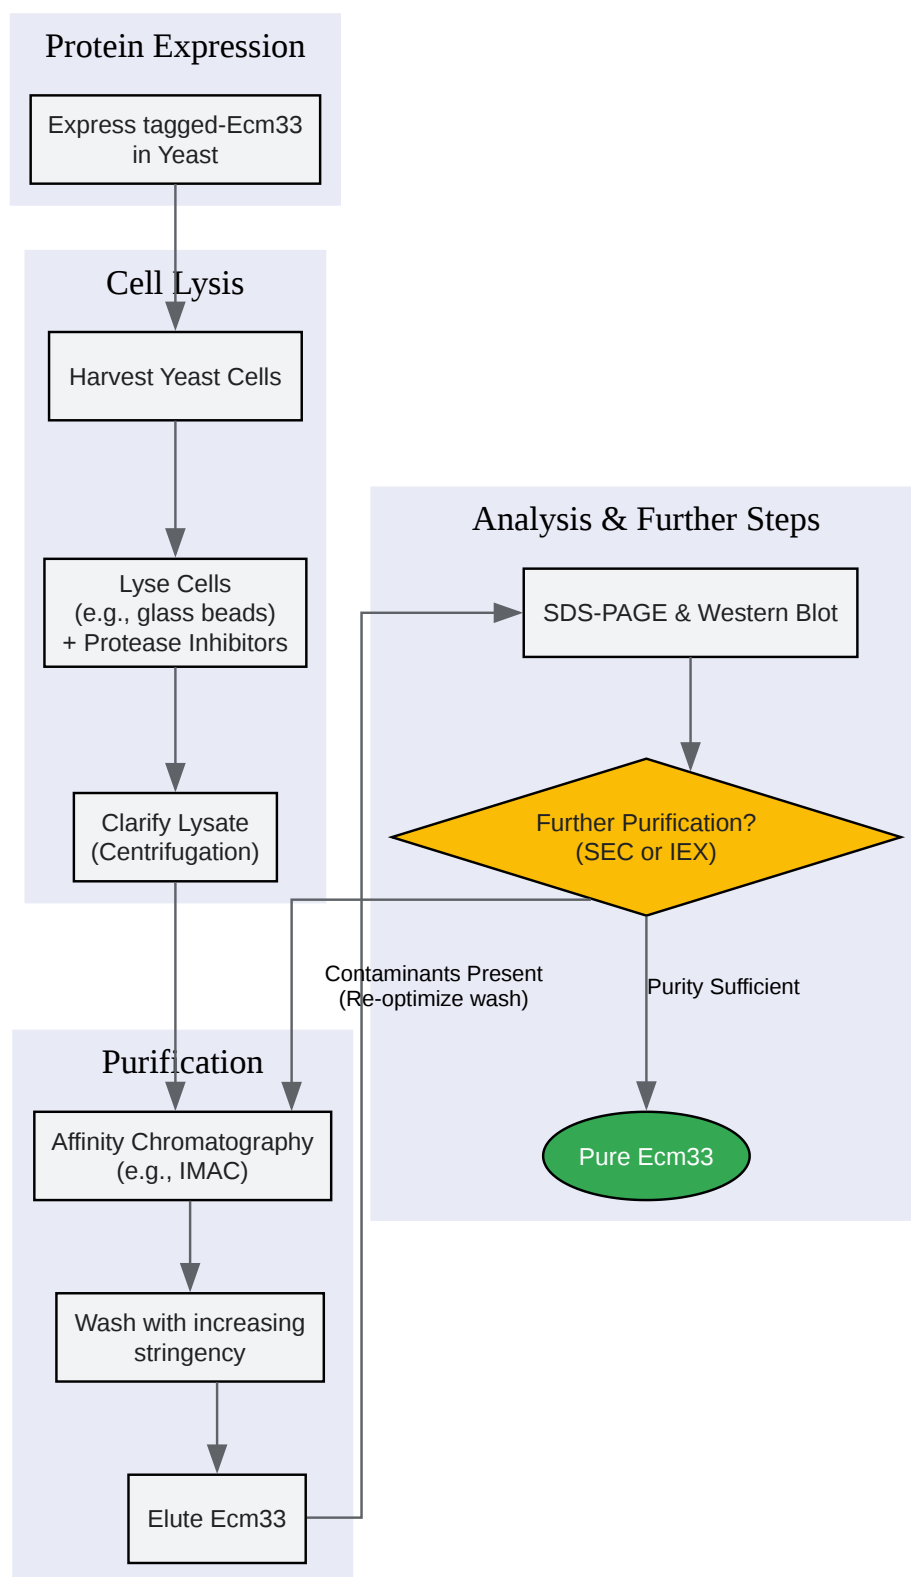 Protein Expression
Express tagged-Ecm33
in Yeast
Cell Lysis
Harvest Yeast Cells
Lyse Cells
(e.g., glass beads)
+ Protease Inhibitors
Clarify Lysate
(Centrifugation)
Purification
Affinity Chromatography
(e.g., IMAC)
Wash with increasing
stringency
Elute Ecm33
Analysis & Further Steps
SDS-PAGE & Western Blot
Further Purification?
(SEC or IEX)
Contaminants Present
(Re-optimize wash)
Purity Sufficient
Pure Ecm33